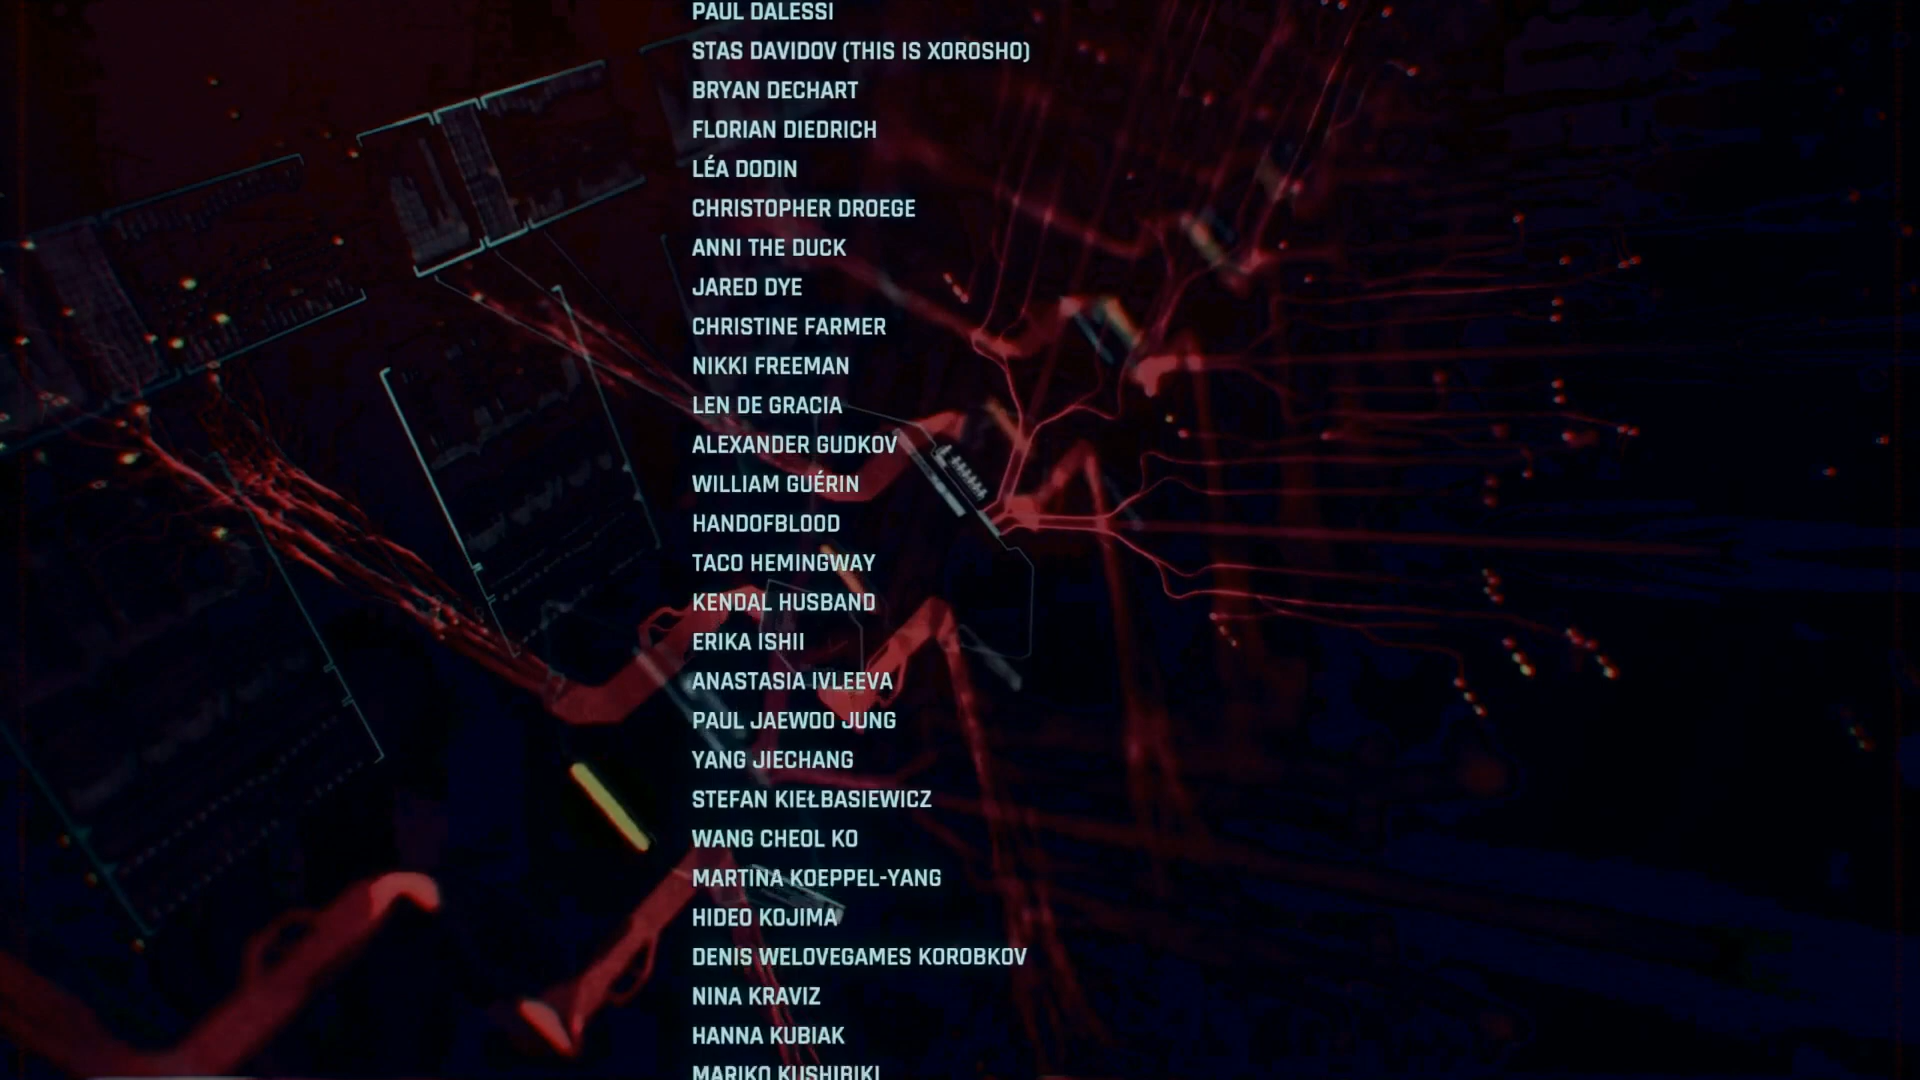 PAUL DALESSI
STAS DAVIDOV (THIS IS XOROSHO)
BRYAN DECHART
FLORIAN DIEDRICH
LÉA DODIN
CHRISTOPHER DROEGE
ANNI THE DUCK
JARED DYE
CHRISTINE FARMER
NIKKI FREEMAN
LEN DE GRACIA
ALEXANDER GUDKOV
WILLIAM GUÉRIN
HANDOFBLOOD
TACO HEMINGWAY
KENDAL HUSBAND
ERIKA ISHII
ANASTASIA IVLEEVA
PAUL JAEWOO JUNG
YANG JIECHANG
STEFAN KIEŁBASIEWICZ
WANG CHEOL KO
MARTINA KOEPPEL-YANG
HIDEO KOJIMA
DENIS WELOVEGAMES KOROBKOV
NINA KRAVIZ
HANNA KUBIAK
MARIKO KUSHIBIKI